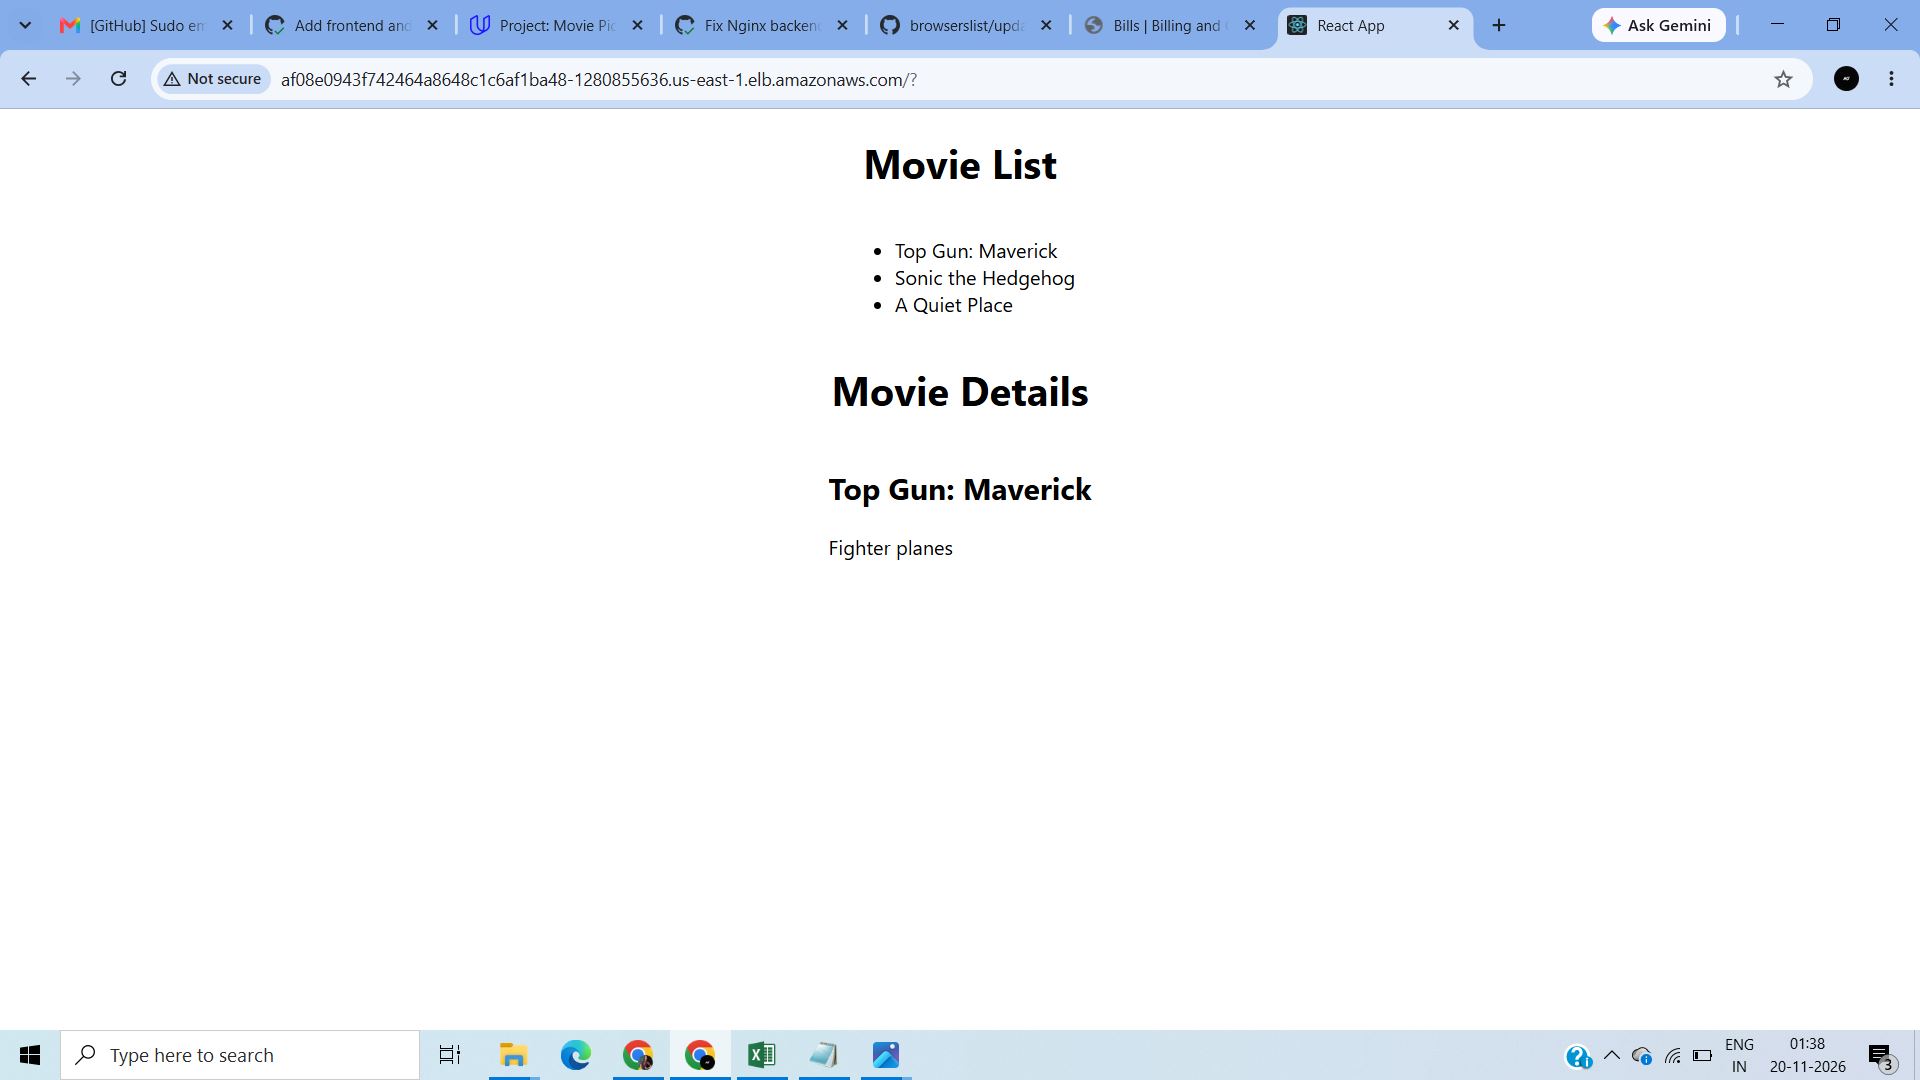 [GitHub] Sudo em
Add frontend and
Project: Movie Pic
Fix Nginx backend
browserslist/upda
Bills | Billing and C
React App
Ask Gemini
Not secure
af08e0943f742464a8648c1c6af1ba48-1280855636.us-east-1.elb.amazonaws.com/?
Movie List
• Top Gun: Maverick
• Sonic the Hedgehog
• A Quiet Place
Movie Details
Top Gun: Maverick
Fighter planes
Type here to search
ENG
IN
01:38
20-11-2026
3